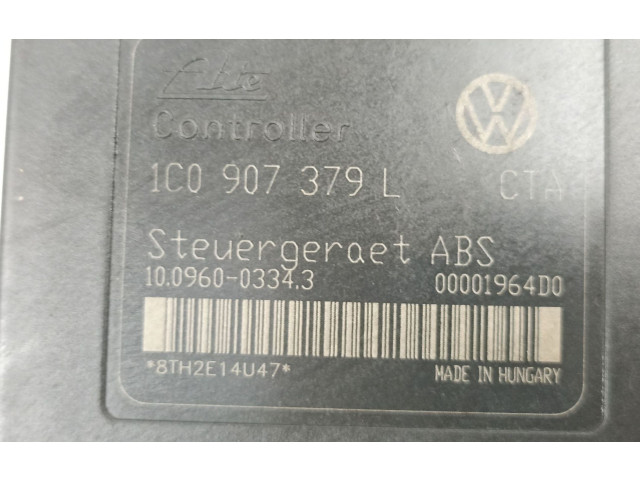 Ate
Controller
1C0 907 379 L CTA
Steuergeraet ABS
10.0960-0334.3 00001964D0
*8TH2E14U47* MADE IN HUNGARY